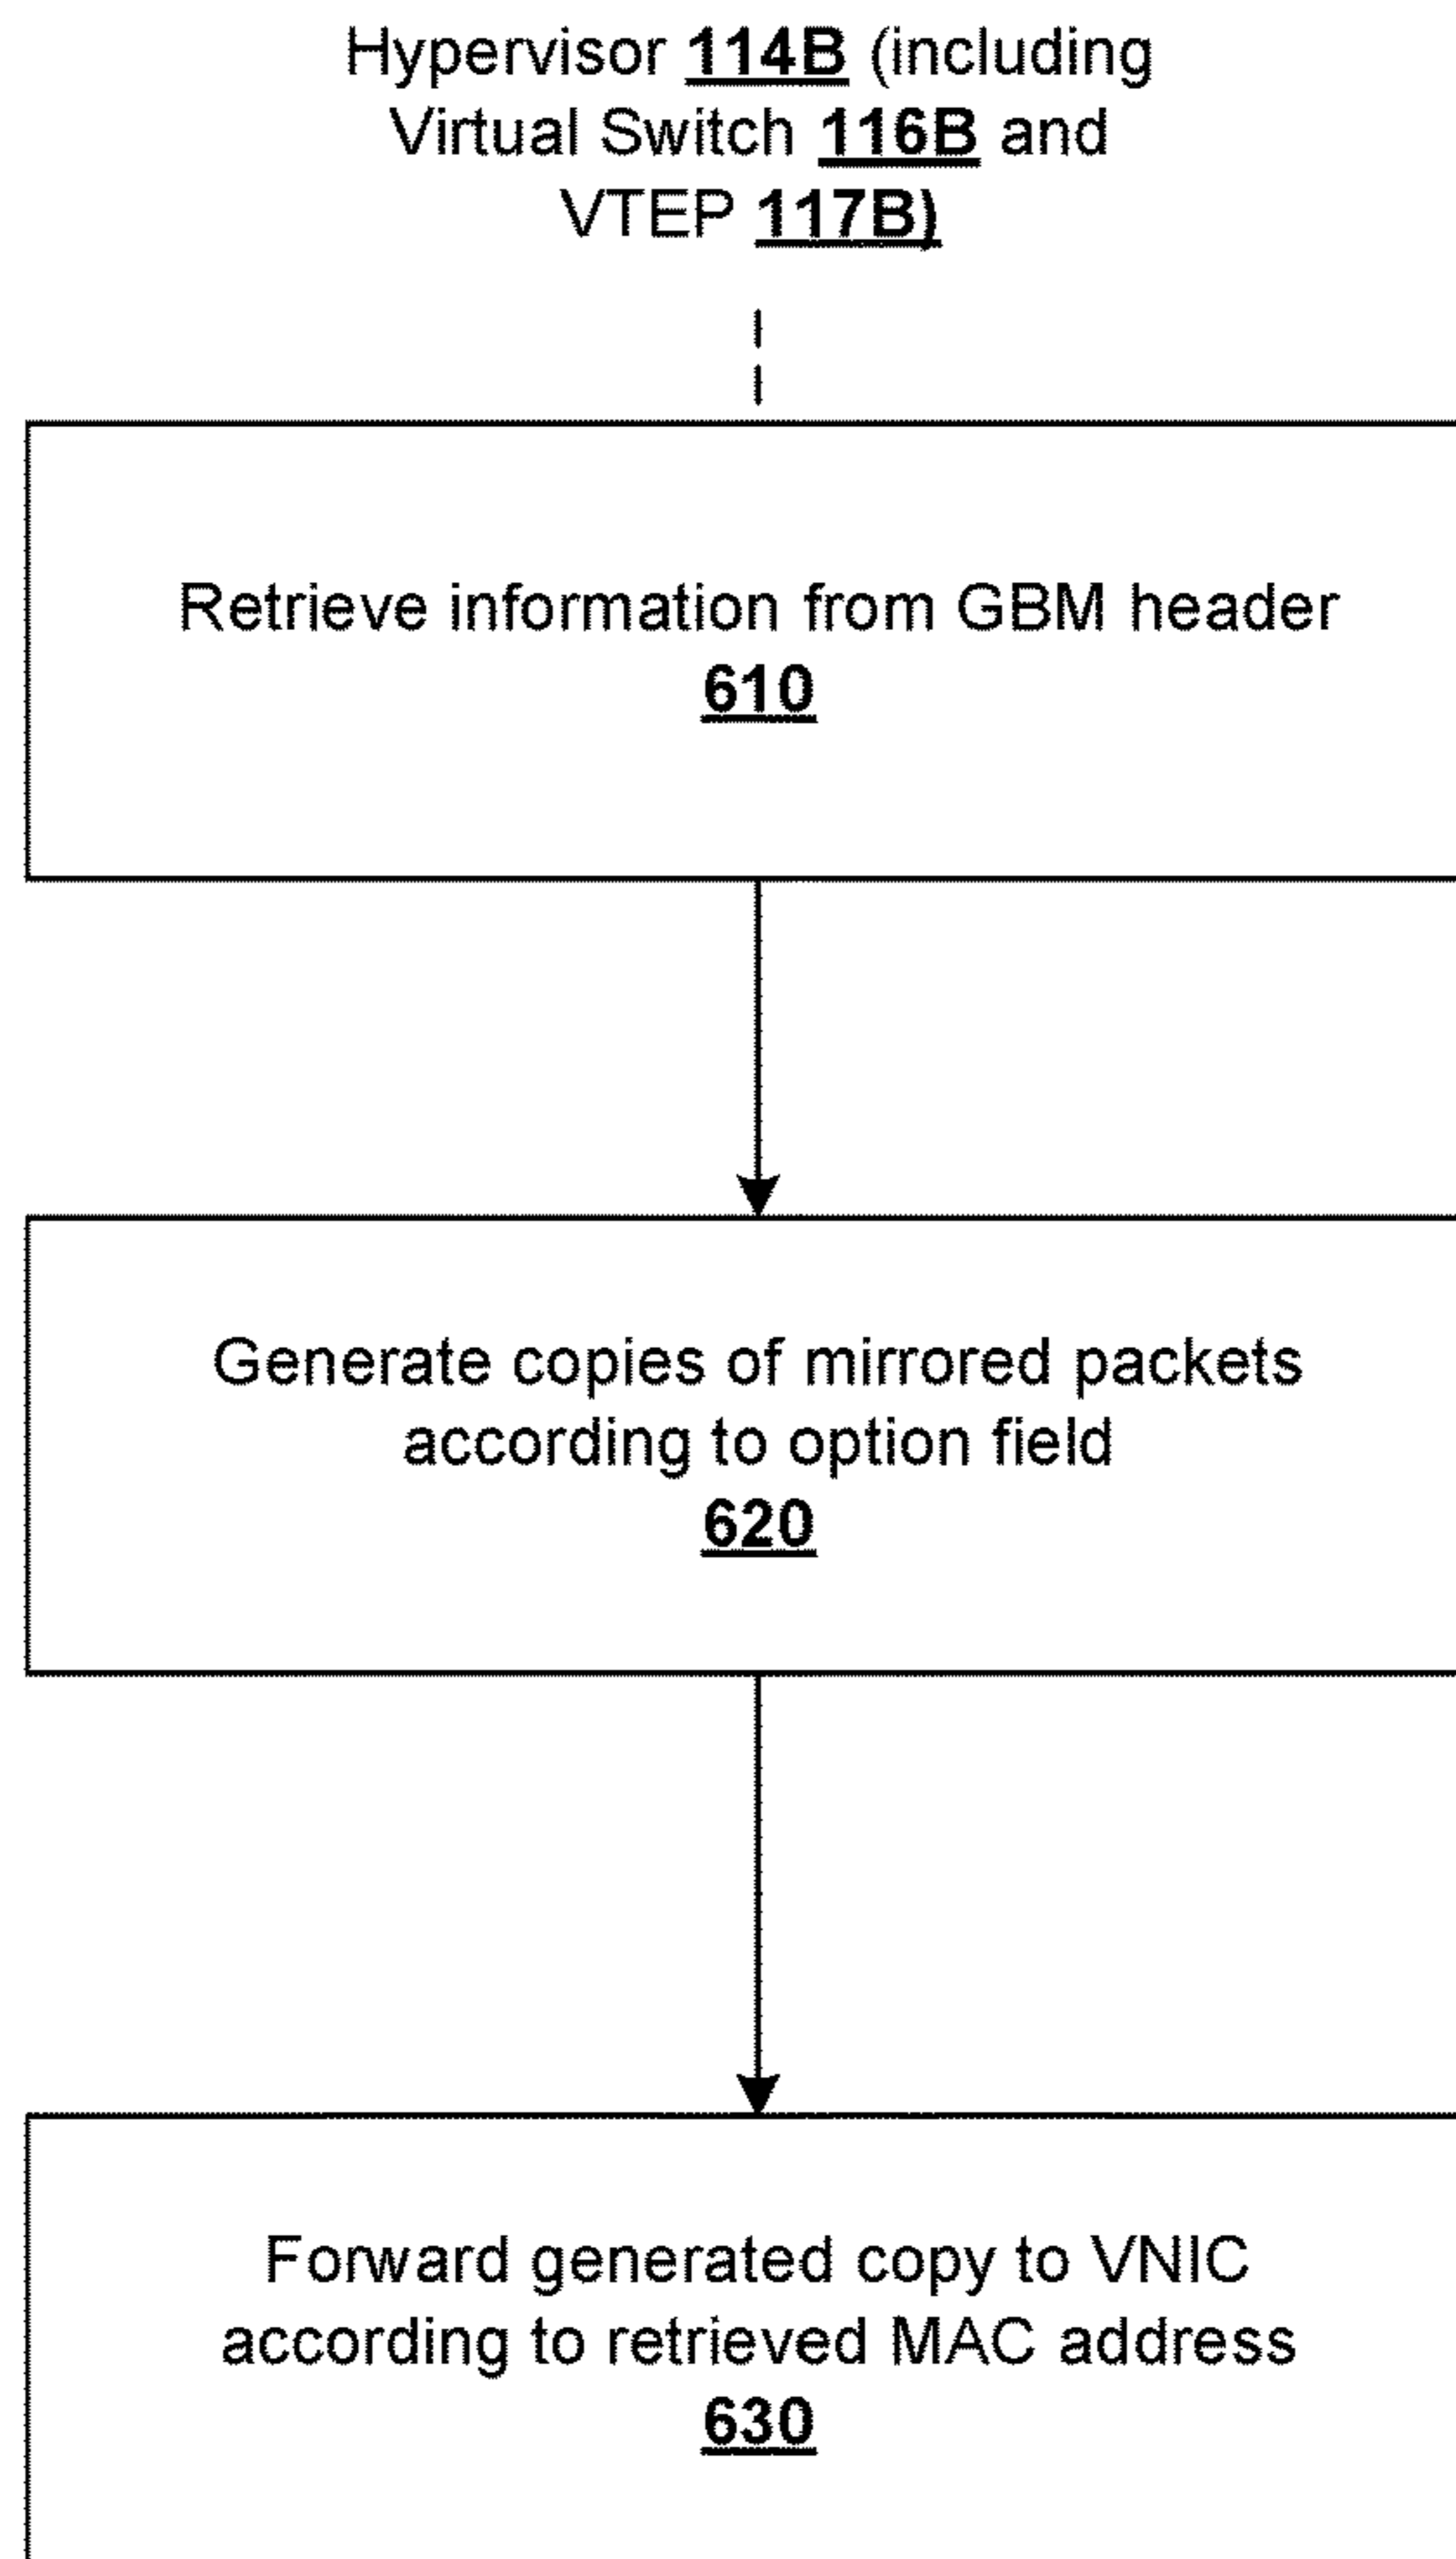 Hypervisor 114B (including
Virtual Switch 116B and
VTEP 117B)
Retrieve information from GBM header
610
Generate copies of mirrored packets
according to option field
620
Forward generated copy to VNIC
according to retrieved MAC address
630